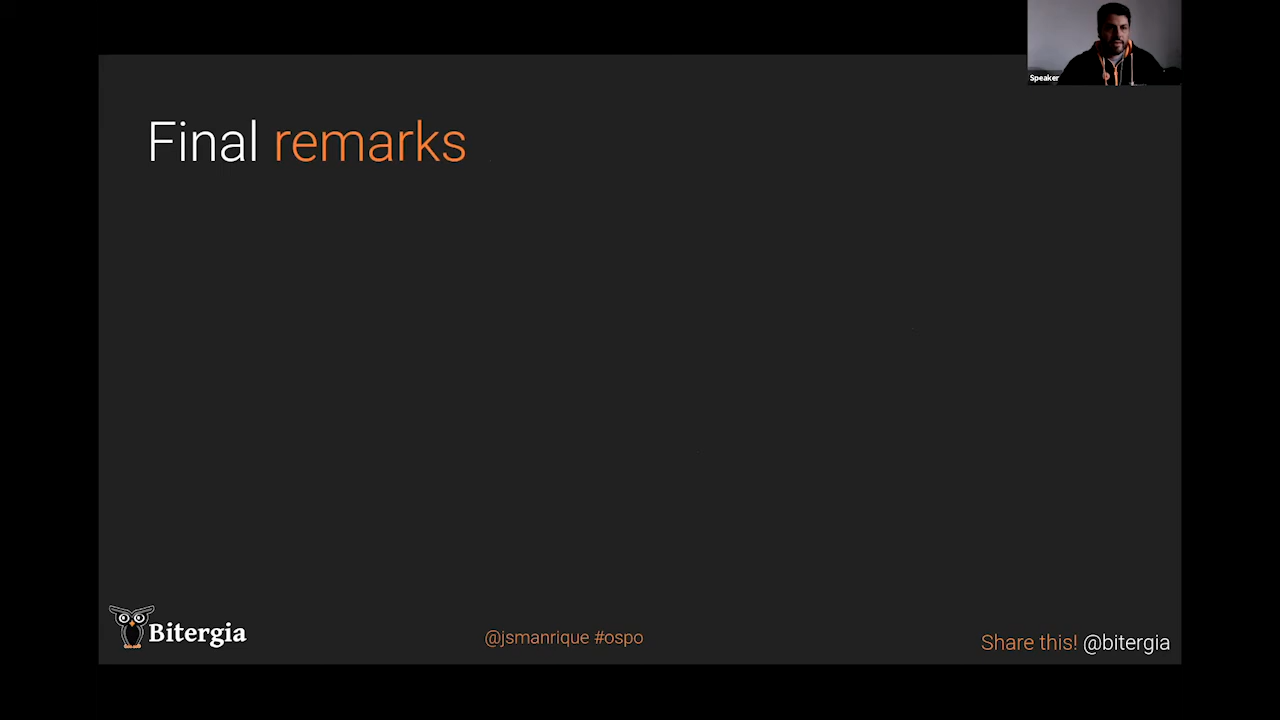 Speaker
Final remarks
Bitergia
@jsmanrique #ospo
Share this! @bitergia